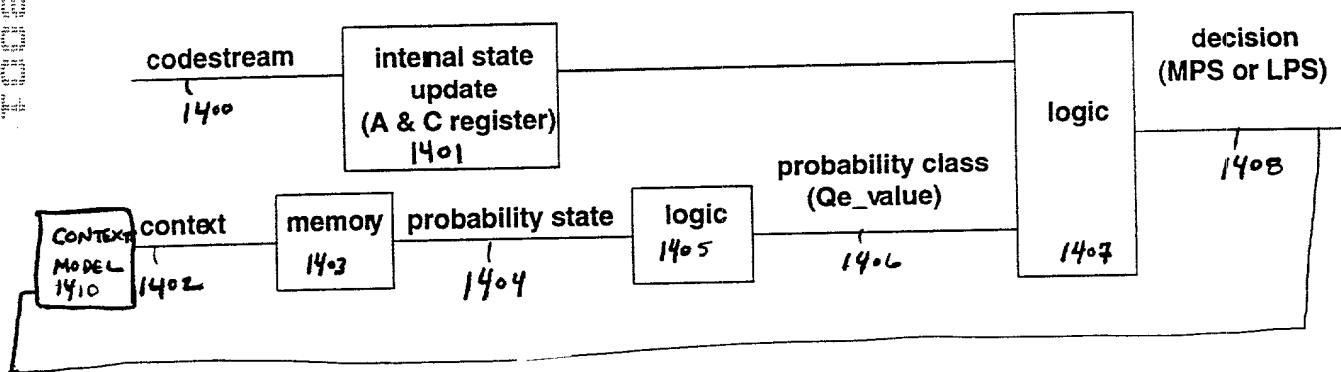 codestream
1400
internal state
update
(A & C register)
1401
logic
1407
decision
(MPS or LPS)
1408
CONTEXT
MODEL
1410
context
1402
memory
1403
probability state
1404
logic
1405
probability class
(Qe_value)
1406